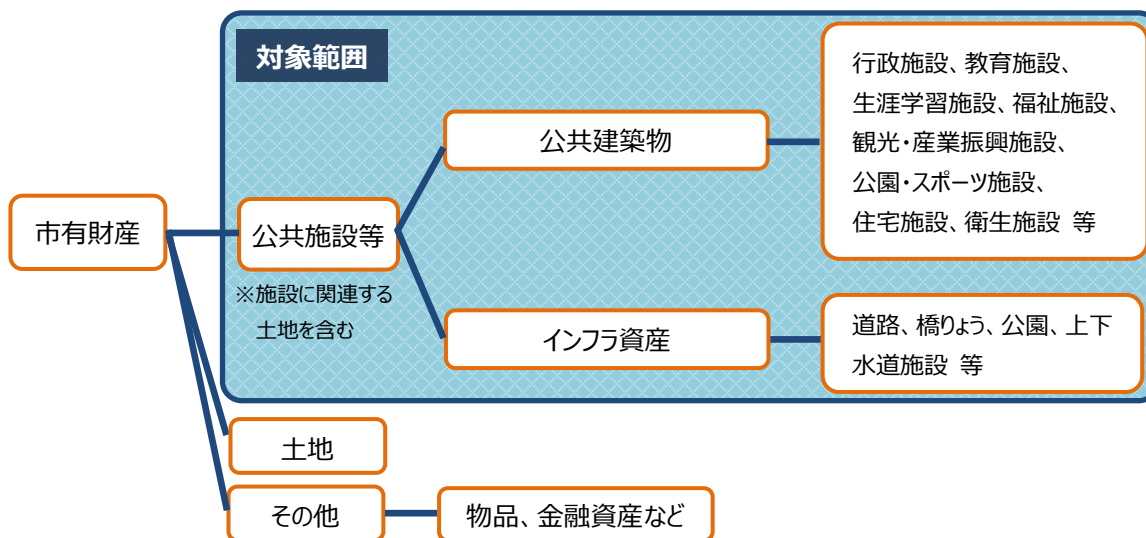 対象範囲
市有財産
公共施設等
※施設に関連する
土地を含む
公共建築物
行政施設、教育施設、
生涯学習施設、福祉施設、
観光・産業振興施設、
公園・スポーツ施設、
住宅施設、衛生施設 等
インフラ資産
道路、橋りょう、公園、上下
水道施設 等
土地
その他
物品、金融資産など